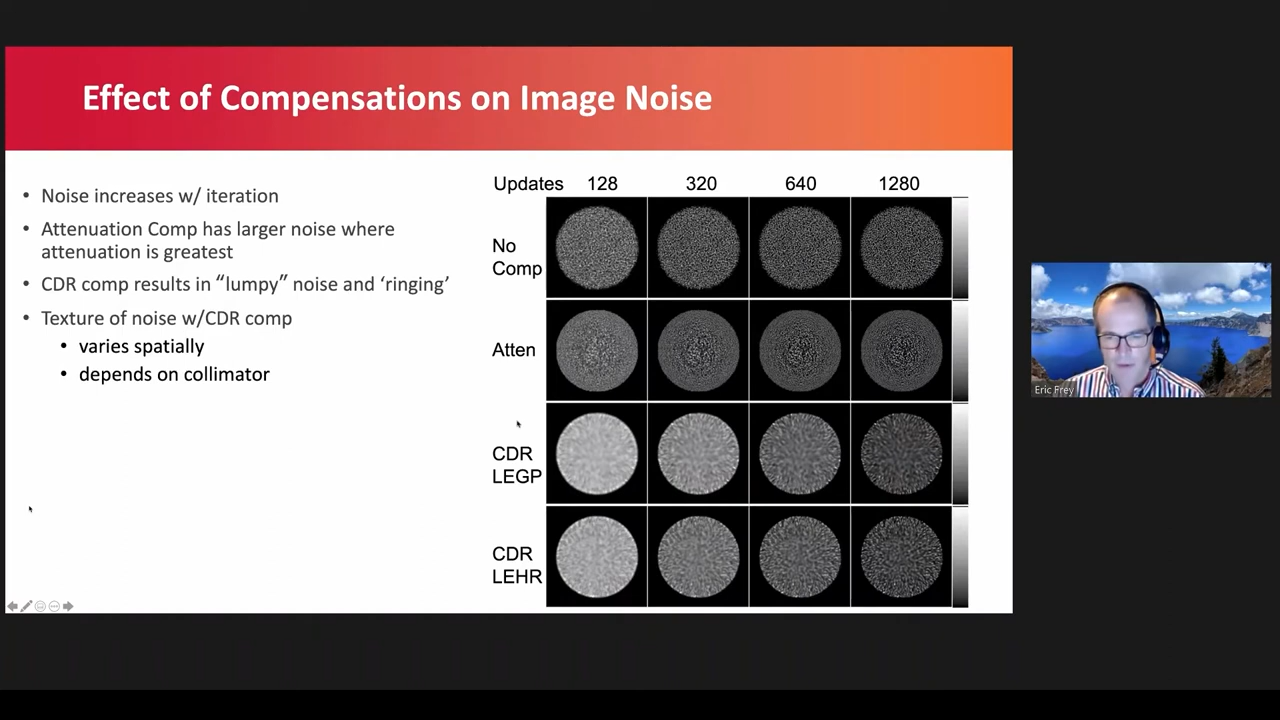 Effect of Compensations on Image Noise
• Noise increases w/ iteration
• Attenuation Comp has larger noise where
attenuation is greatest
• CDR comp results in “lumpy” noise and ‘ringing’
• Texture of noise w/CDR comp
• varies spatially
• depends on collimator
Updates 128 320 640 1280
No
Comp
Atten
CDR
LEGP
CDR
LEHR
Eric Frey